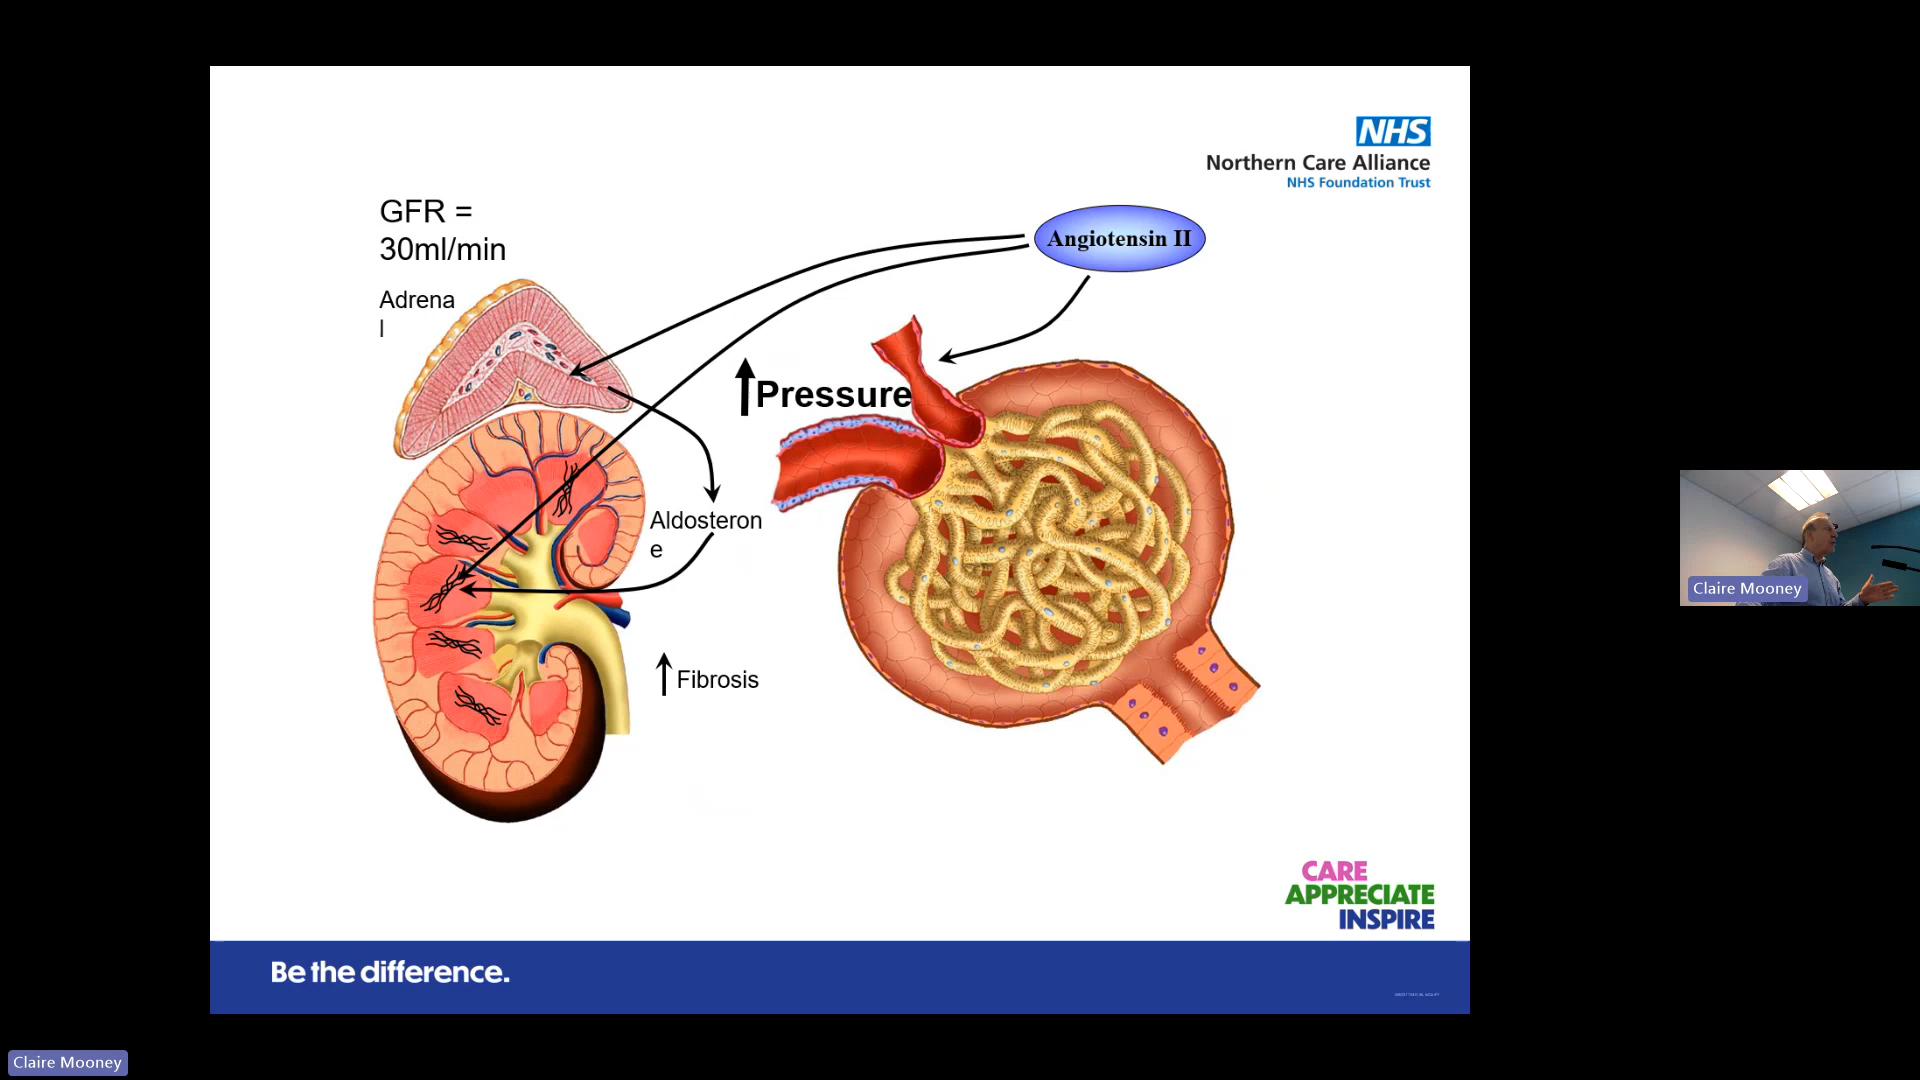 NHS
Northern Care Alliance
NHS Foundation Trust
GFR =
30ml/min
Angiotensin II
Adrena
l
Pressure
Aldosteron
e
Fibrosis
Claire Mooney
CARE
APPRECIATE
INSPIRE
Be the difference.
Claire Mooney